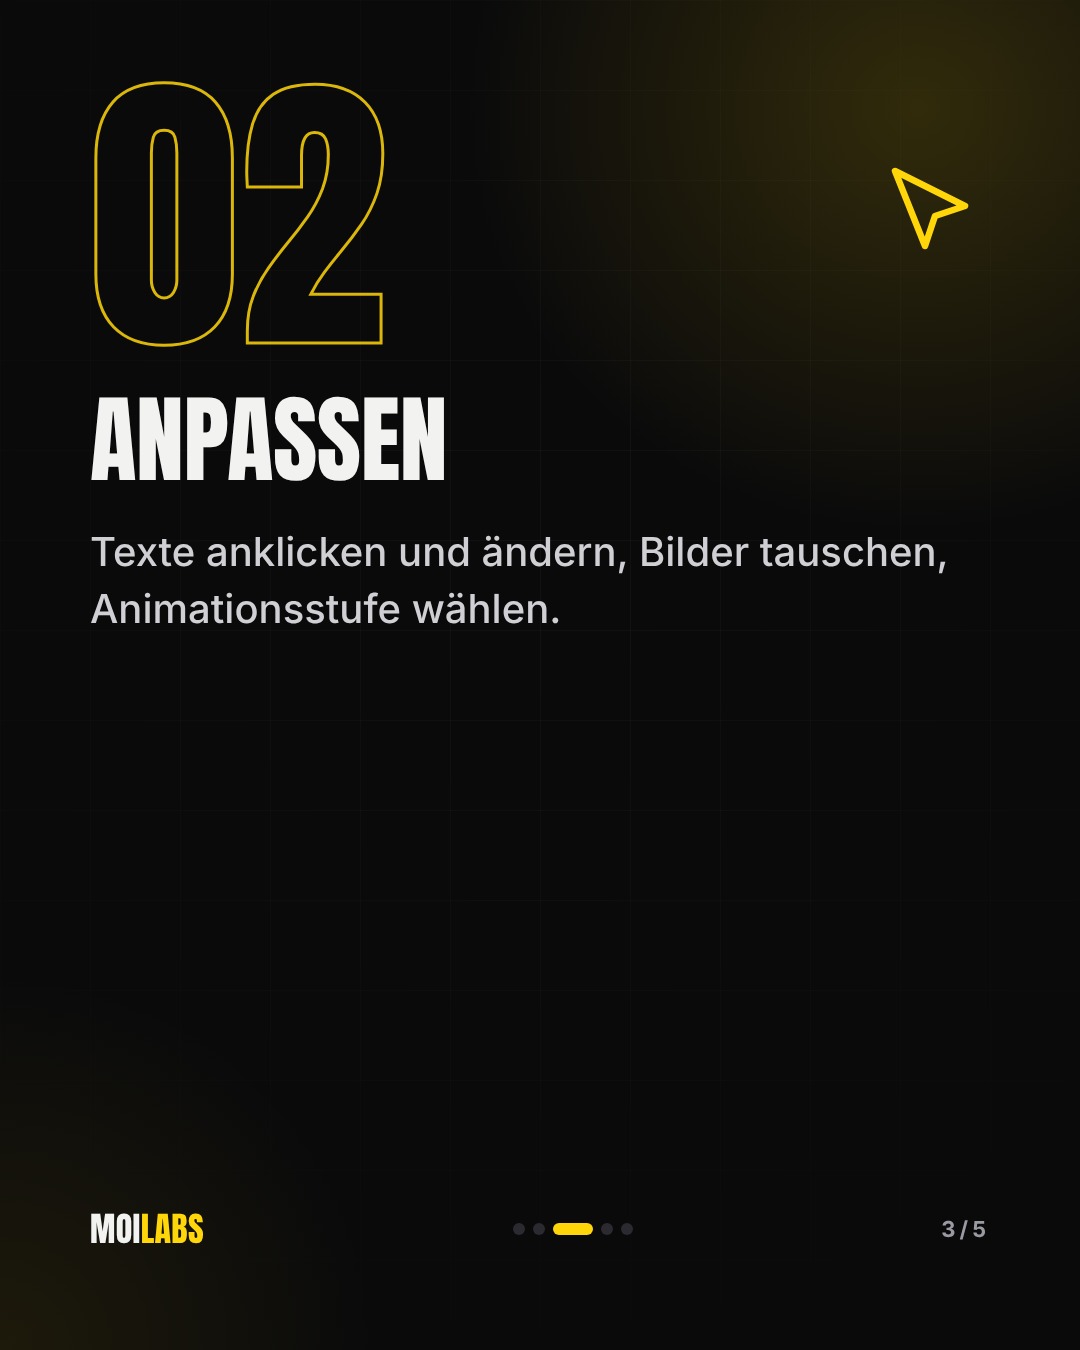 02
ANPASSEN
Texte anklicken und ändern, Bilder tauschen,
Animationsstufe wählen.
MOILABS
3 / 5